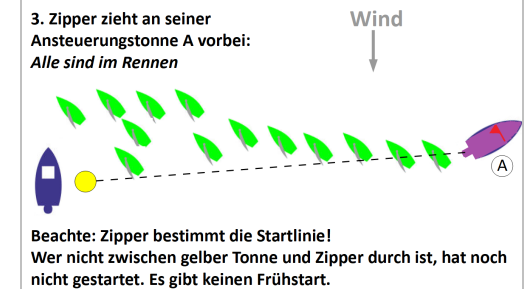 3. Zipper zieht an seiner
Ansteuerungstonne A vorbei:
Alle sind im Rennen
Wind
A
Beachte: Zipper bestimmt die Startlinie!
Wer nicht zwischen gelber Tonne und Zipper durch ist, hat noch
nicht gestartet. Es gibt keinen Frühstart.